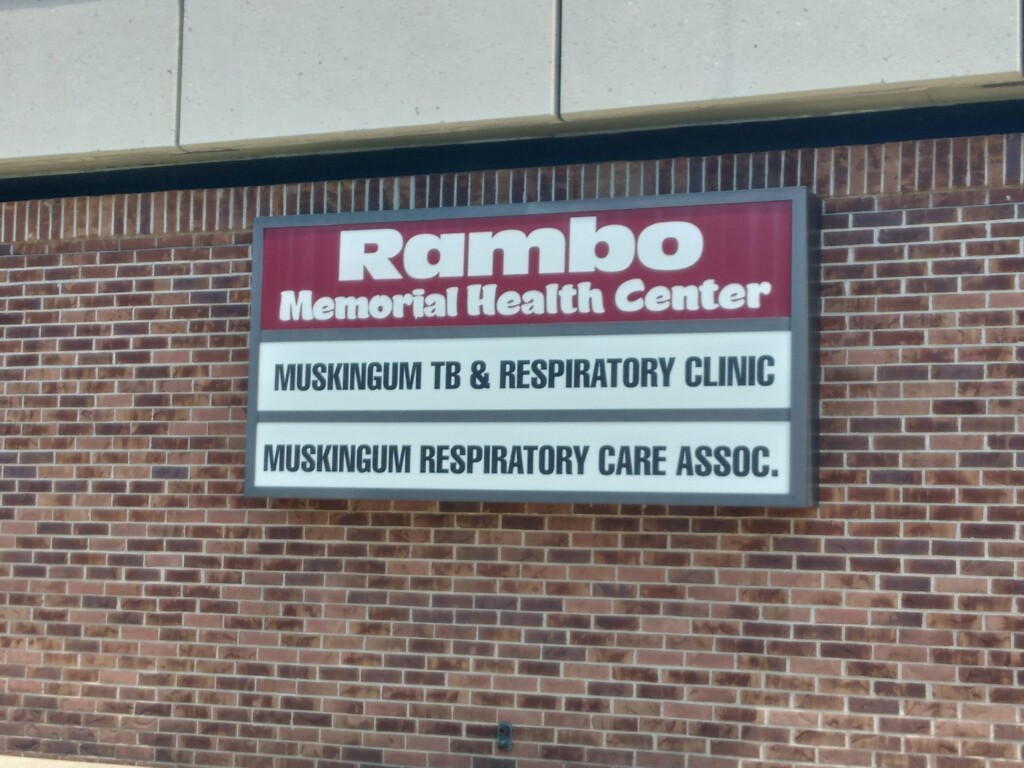 Rambo
Memorial Health Center
MUSKINGUM TB & RESPIRATORY CLINIC
MUSKINGUM RESPIRATORY CARE ASSOC.